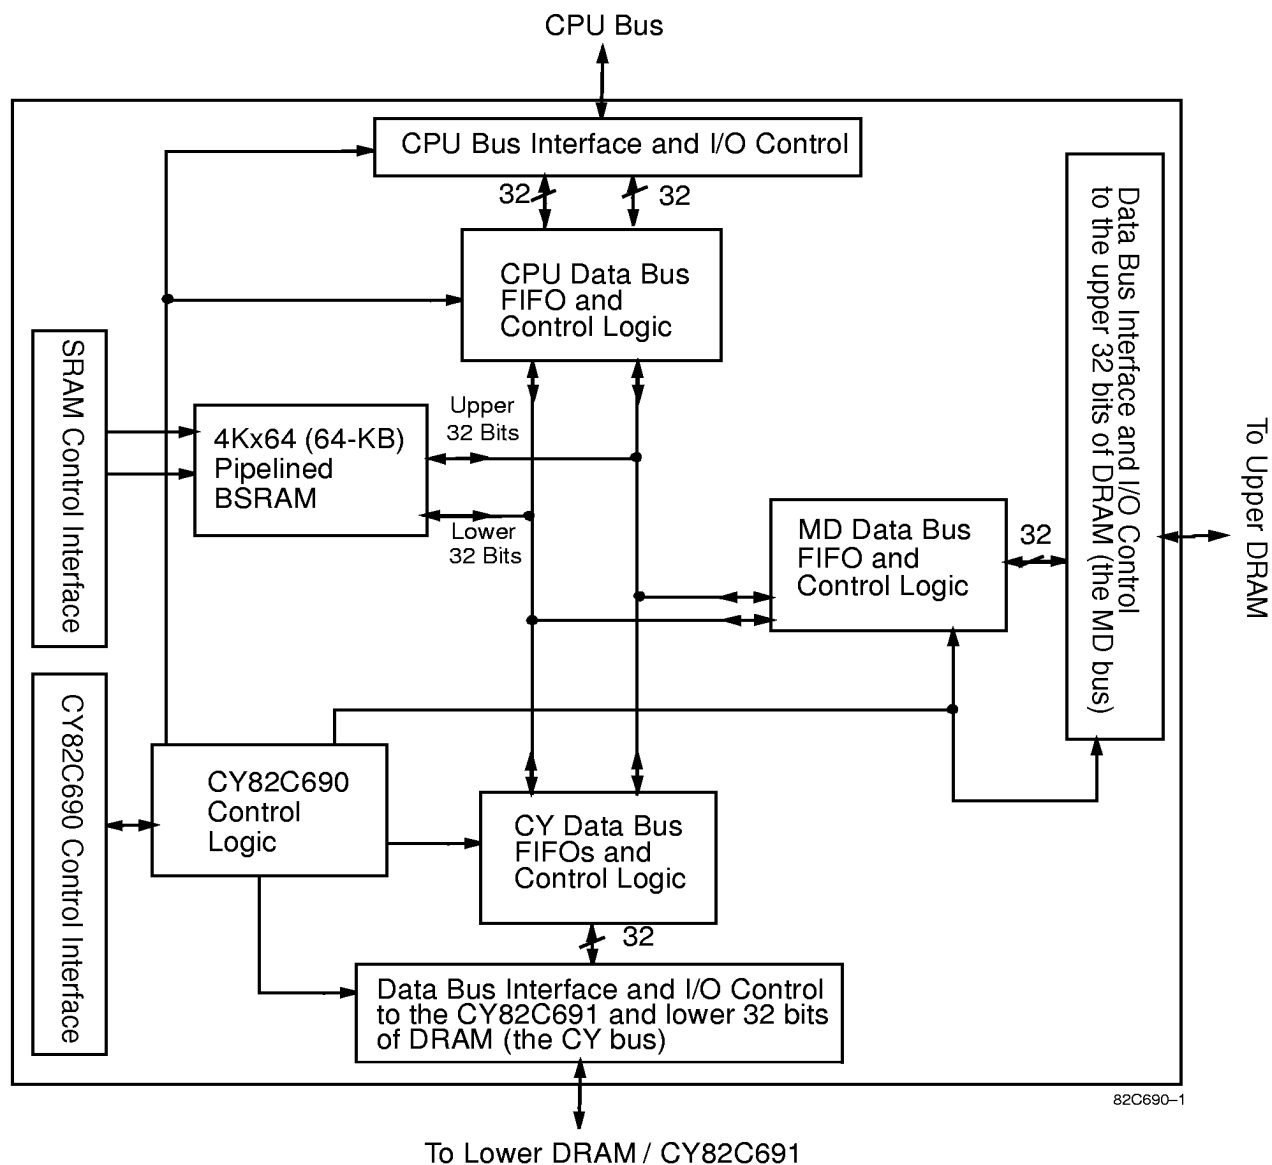 CPU Bus
CPU Bus Interface and I/O Control
32
32
CPU Data Bus
FIFO and
Control Logic
SRAM Control Interface
4Kx64 (64-KB)
Pipelined
BSRAM
Upper
32 Bits
Lower
32 Bits
MD Data Bus
FIFO and
Control Logic
32
Data Bus Interface and I/O Control
to the upper 32 bits of DRAM (the MD bus)
To Upper DRAM
CY82C690 Control Interface
CY82C690
Control
Logic
CY Data Bus
FIFOs and
Control Logic
32
Data Bus Interface and I/O Control
to the CY82C691 and lower 32 bits
of DRAM (the CY bus)
82C690–1
To Lower DRAM / CY82C691